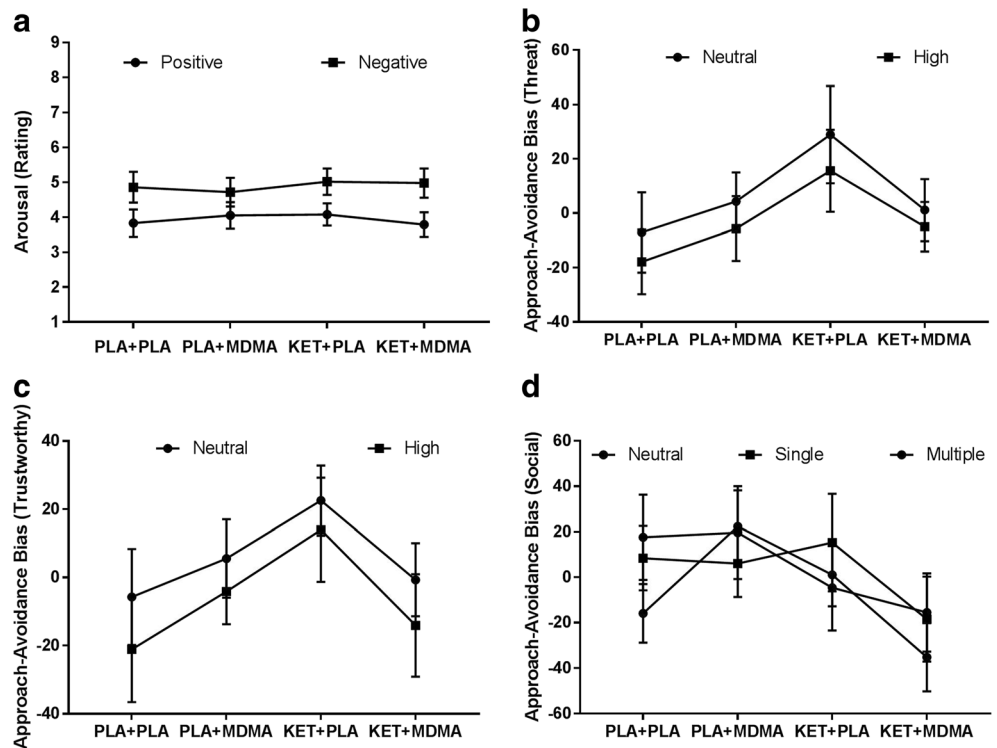 a
Arousal (Rating)
9
8
7
6
5
4
3
2
1
Positive
Negative
PLA+PLA
PLA+MDMA
KET+PLA
KET+MDMA
b
Approach-Avoidance Bias (Threat)
60
40
20
0
-20
-40
Neutral
High
PLA+PLA
PLA+MDMA
KET+PLA
KET+MDMA
c
Approach-Avoidance Bias (Trustworthy)
40
20
0
-20
-40
Neutral
High
PLA+PLA
PLA+MDMA
KET+PLA
KET+MDMA
d
Approach-Avoidance Bias (Social)
60
40
20
0
-20
-40
-60
Neutral
Single
Multiple
PLA+PLA
PLA+MDMA
KET+PLA
KET+MDMA